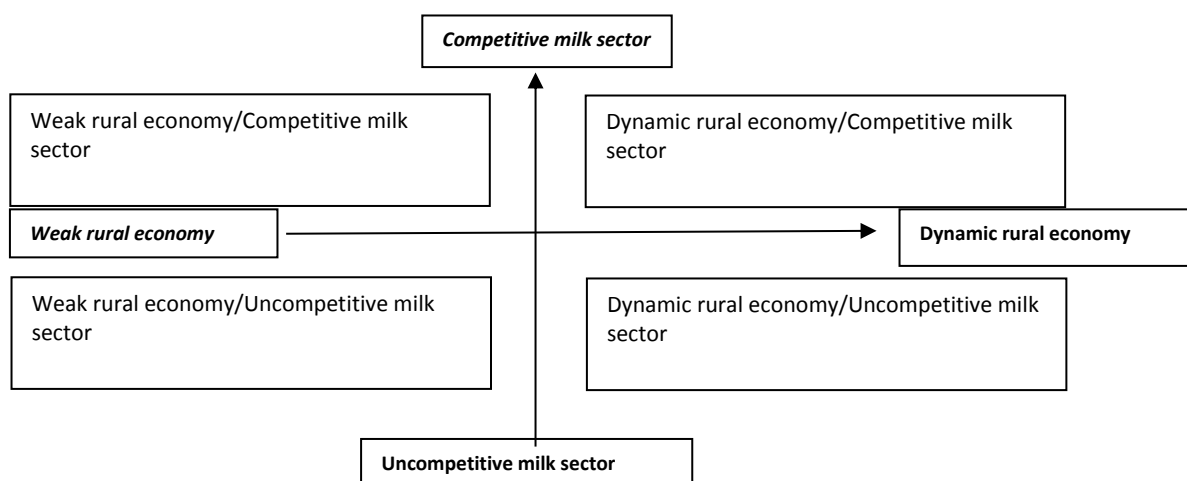 Competitive milk sector
Weak rural economy/Competitive milk
sector
Dynamic rural economy/Competitive milk
sector
Weak rural economy
Dynamic rural economy
Weak rural economy/Uncompetitive milk
sector
Dynamic rural economy/Uncompetitive milk
sector
Uncompetitive milk sector